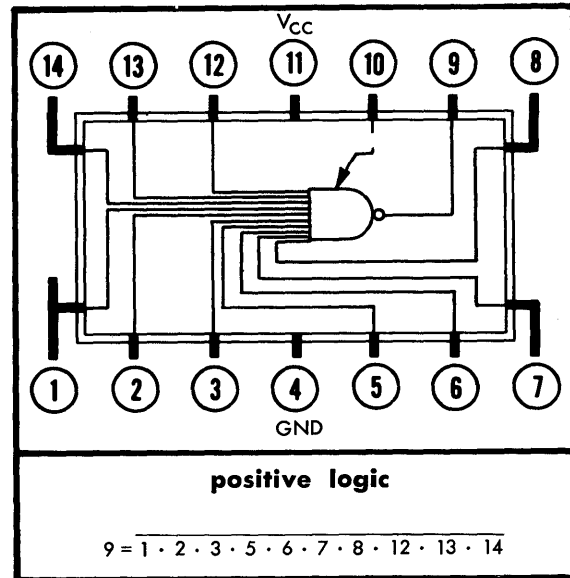 VCC
14 13 12 11 10 9 8
1 2 3 4 5 6 7
GND
positive logic
9 = 1 · 2 · 3 · 5 · 6 · 7 · 8 · 12 · 13 · 14